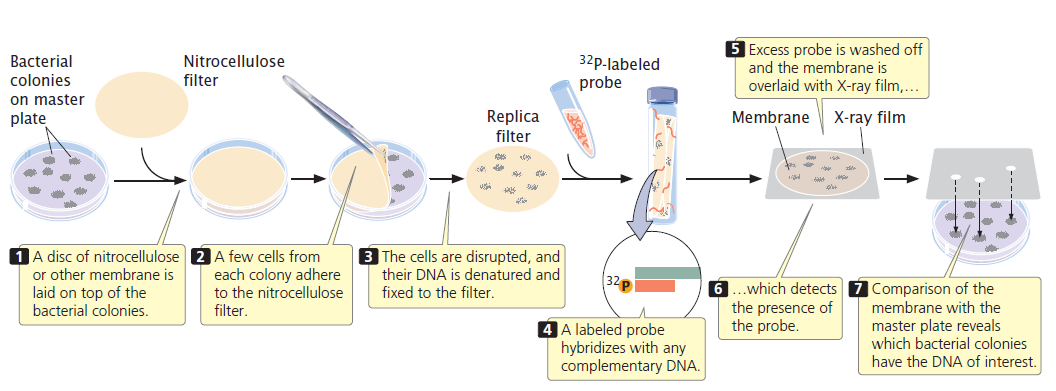 Bacterial
colonies
on master
plate
Nitrocellulose
filter
Replica
filter
32P-labeled
probe
Membrane
X-ray film
1 A disc of nitrocellulose
or other membrane is
laid on top of the
bacterial colonies.
2 A few cells from
each colony adhere
to the nitrocellulose
filter.
3 The cells are disrupted, and
their DNA is denatured and
fixed to the filter.
32
P
4 A labeled probe
hybridizes with any
complementary DNA.
5 Excess probe is washed off
and the membrane is
overlaid with X-ray film,…
6 …which detects
the presence of
the probe.
7 Comparison of the
membrane with the
master plate reveals
which bacterial colonies
have the DNA of interest.